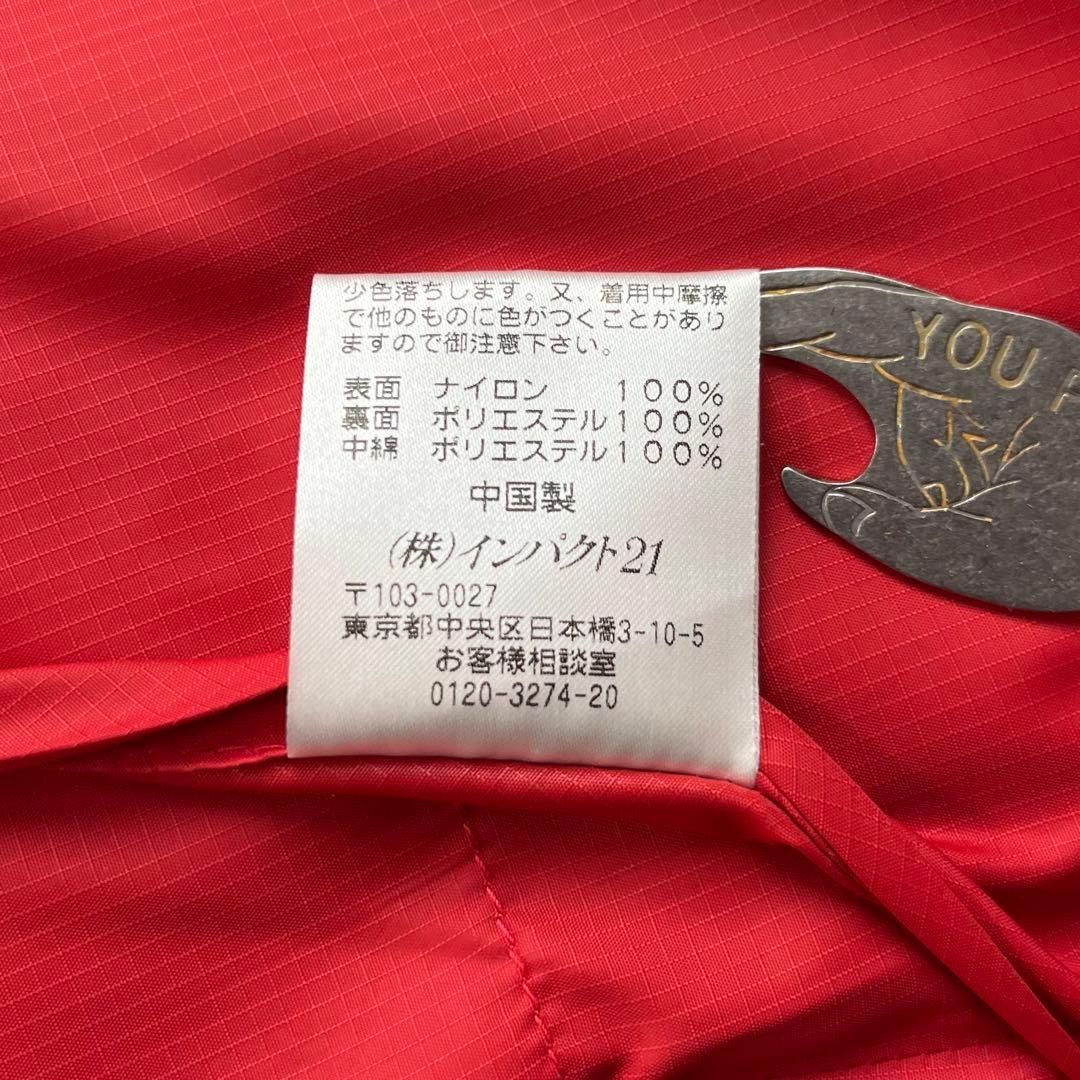 少色落ちします。又、着用中摩擦
で他のものに色がつくことがあり
ますので御注意下さい。
表面 ナイロン １００％
裏面 ポリエステル１００％
中綿 ポリエステル１００％
中国製
(株)インパクト21
〒103-0027
東京都中央区日本橋3-10-5
お客様相談室
0120-3274-20
YOU F